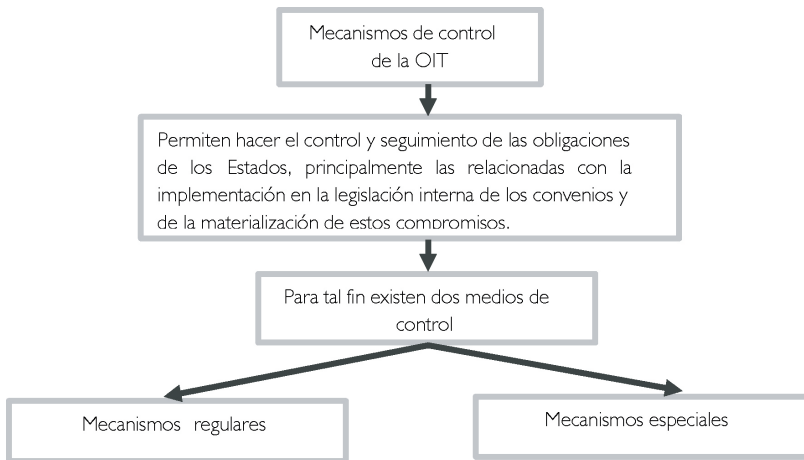 Mecanismos de control
de la OIT
Permiten hacer el control y seguimiento de las obligaciones
de los Estados, principalmente las relacionadas con la
implementación en la legislación interna de los convenios y
de la materialización de estos compromisos.
Para tal fin existen dos medios de
control
Mecanismos regulares
Mecanismos especiales